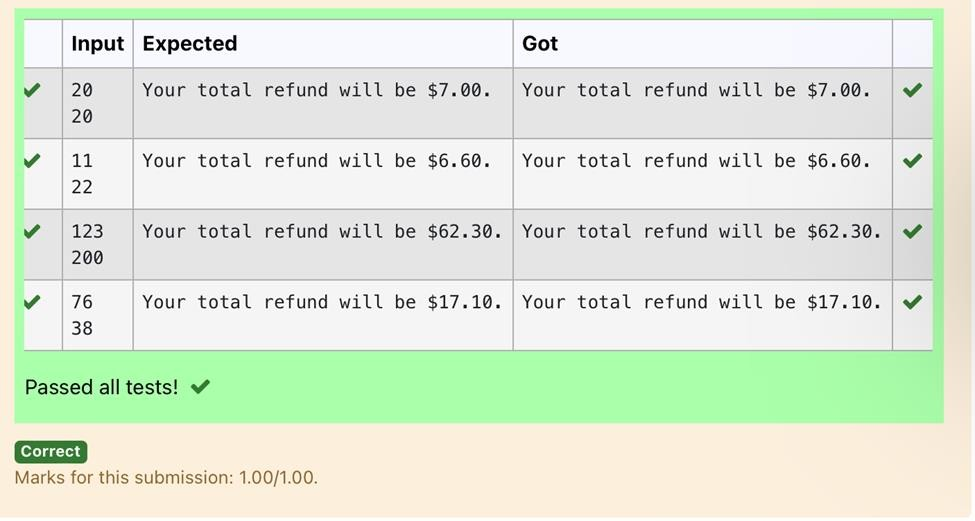 Input Expected Got
20 Your total refund will be $7.00. Your total refund will be $7.00.
20
11 Your total refund will be $6.60. Your total refund will be $6.60.
22
123 Your total refund will be $62.30. Your total refund will be $62.30.
200
76 Your total refund will be $17.10. Your total refund will be $17.10.
38
Passed all tests!
Correct
Marks for this submission: 1.00/1.00.